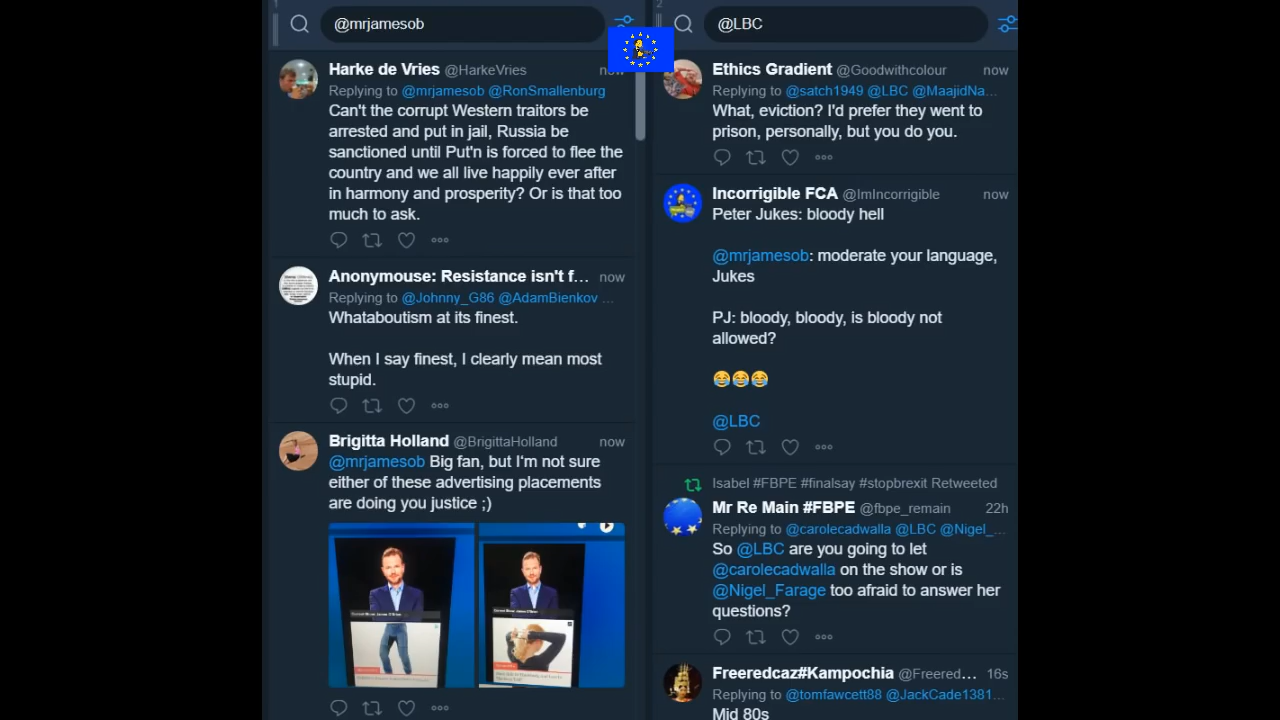 1
@mrjamesob
Harke de Vries @HarkeVries now
Replying to @mrjamesob @RonSmallenburg
Can't the corrupt Western traitors be
arrested and put in jail, Russia be
sanctioned until Put'n is forced to flee the
country and we all live happily ever after
in harmony and prosperity? Or is that too
much to ask.
Anonymouse: Resistance isn't f... now
Replying to @Johnny_G86 @AdamBienkov ...
Whataboutism at its finest.
When I say finest, I clearly mean most
stupid.
Brigitta Holland @BrigittaHolland now
@mrjamesob Big fan, but I'm not sure
either of these advertising placements
are doing you justice ;)
2
@LBC
Ethics Gradient @Goodwithcolour now
Replying to @satch1949 @LBC @MaajidNa...
What, eviction? I'd prefer they went to
prison, personally, but you do you.
Incorrigible FCA @ImIncorrigible now
Peter Jukes: bloody hell
@mrjamesob: moderate your language,
Jukes
PJ: bloody, bloody, is bloody not
allowed?
😂😂😂
@LBC
Isabel #FBPE #finalsay #stopbrexit Retweeted
Mr Re Main #FBPE @fbpe_remain 22h
Replying to @carolecadwalla @LBC @Nigel_...
So @LBC are you going to let
@carolecadwalla on the show or is
@Nigel_Farage too afraid to answer her
questions?
Freeredcaz#Kampochia @Freered... 16s
Replying to @tomfawcett88 @JackCade1381...
Mid 80s